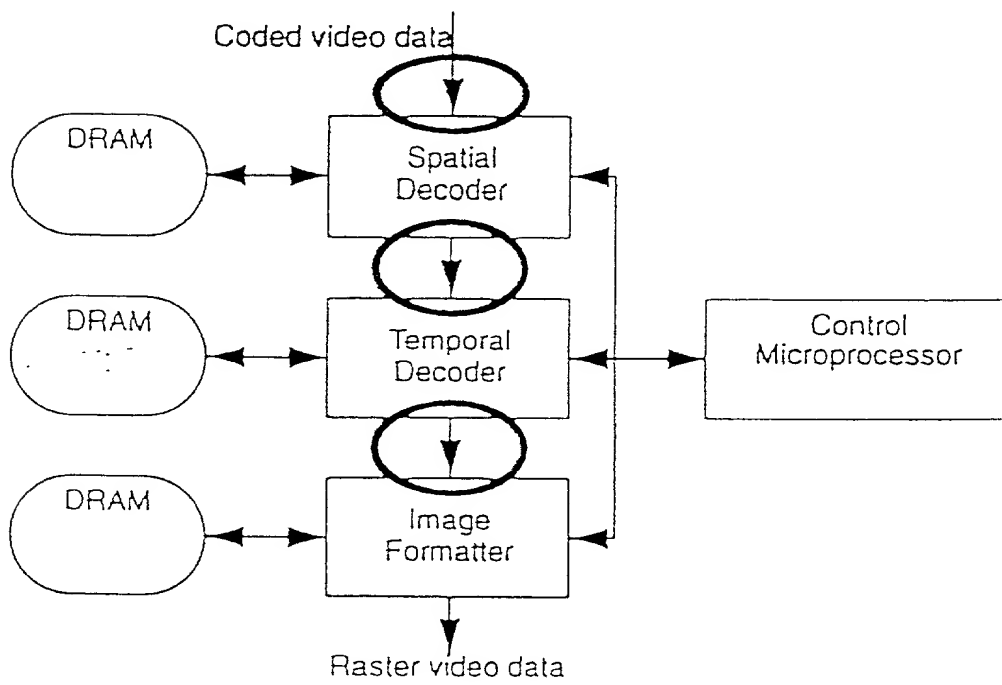 Coded video data
DRAM
Spatial
Decoder
DRAM
Temporal
Decoder
Control
Microprocessor
DRAM
Image
Formatter
Raster video data